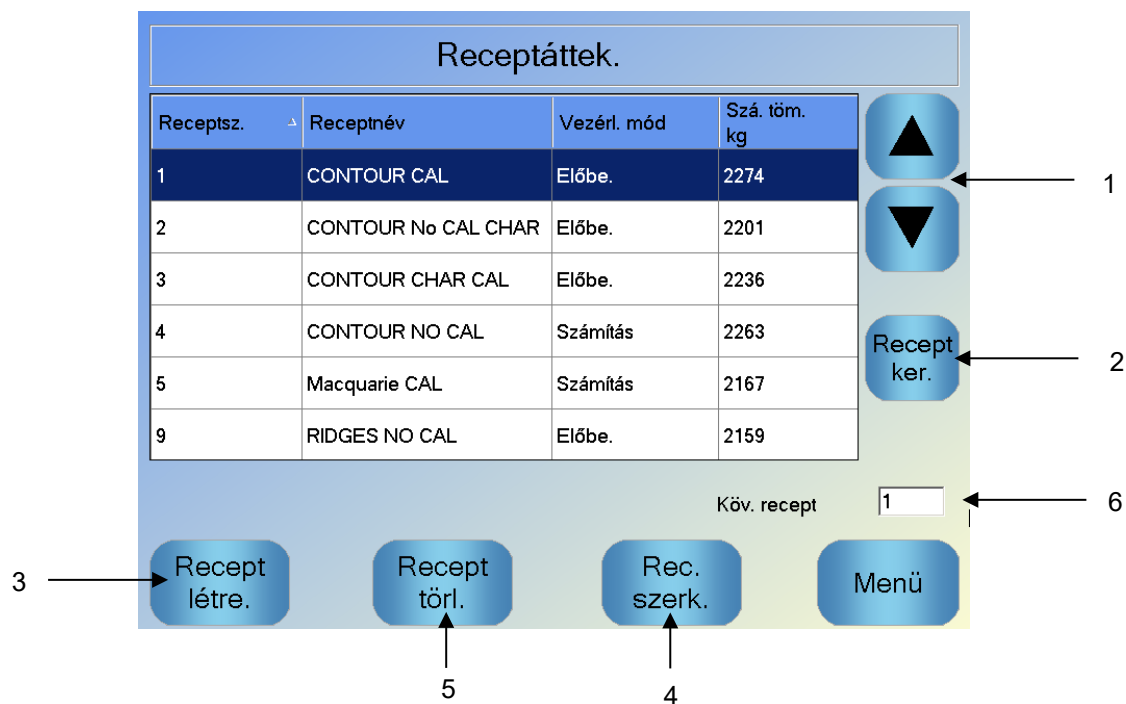 Receptáttek.
Receptsz. Receptnév Vezérl. mód Szá. töm. kg
1 CONTOUR CAL Előbe. 2274
2 CONTOUR No CAL CHAR Előbe. 2201
3 CONTOUR CHAR CAL Előbe. 2236
4 CONTOUR NO CAL Számítás 2263
5 Macquarie CAL Számítás 2167
9 RIDGES NO CAL Előbe. 2159
1
Recept
ker.
2
Köv. recept 1
6
3
Recept
létre.
Recept
törl.
Rec.
szerk.
Menü
5
4